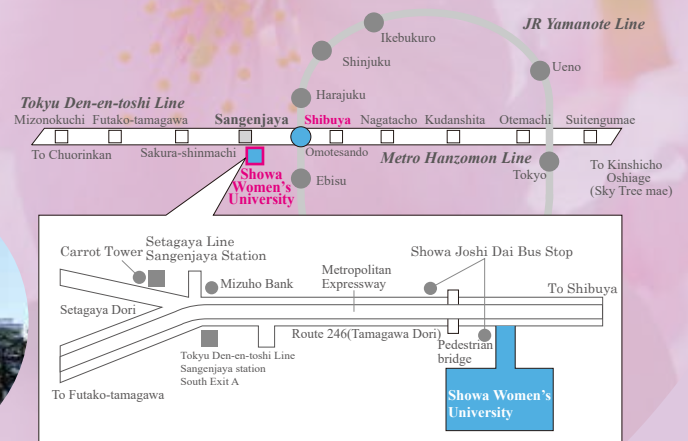 JR Yamanote Line
Ikebukuro
Shinjuku
Ueno
Harajuku
Tokyu Den-en-toshi Line
Mizonokuchi Futako-tamagawa Sangenjaya Shibuya Nagatacho Kudanshita Otemachi Suitengumae
To Chuorinkan Sakura-shinmachi Omotesando Metro Hanzomon Line
Tokyo
To Kinshicho
Oshiage
(Sky Tree mae)
Showa
Women's
University
Ebisu
Carrot Tower
Setagaya Line
Sangenjaya Station
Mizuho Bank
Metropolitan
Expressway
Showa Joshi Dai Bus Stop
To Shibuya
Setagaya Dori
Route 246(Tamagawa Dori)
Pedestrian
bridge
Tokyu Den-en-toshi Line
Sangenjaya station
South Exit A
To Futako-tamagawa
Showa Women's
University